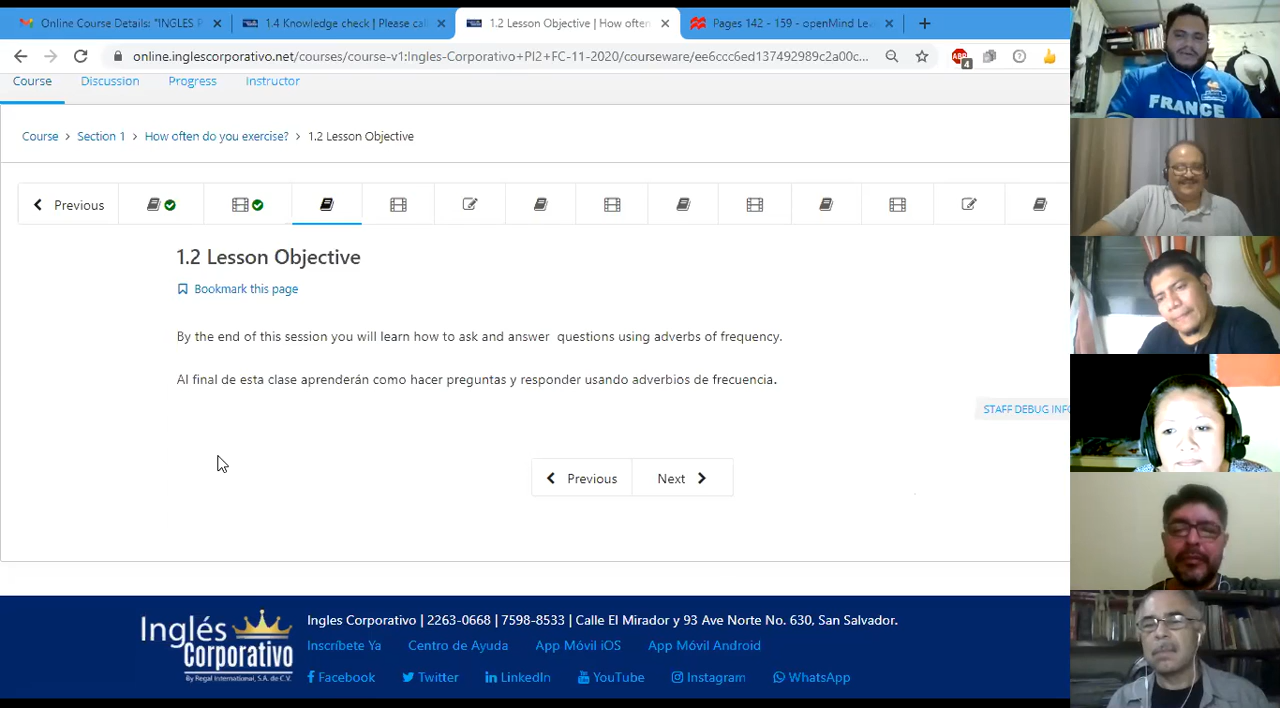 Online Course Details: "INGLES P
1.4 Knowledge check | Please cal
1.2 Lesson Objective | How often
Pages 142 - 159 - openMind Le
online.inglescorporativo.net/courses/course-v1:Ingles-Corporativo+PI2+FC-11-2020/courseware/ee6ccc6ed137492989c2a00c...
ABP
4
Course
Discussion
Progress
Instructor
Course > Section 1 > How often do you exercise? > 1.2 Lesson Objective
Previous
1.2 Lesson Objective
Bookmark this page
By the end of this session you will learn how to ask and answer questions using adverbs of frequency.
Al final de esta clase aprenderán como hacer preguntas y responder usando adverbios de frecuencia.
STAFF DEBUG INFO
Previous
Next
Inglés Corporativo
By Regal International, S.A. de C.V.
Ingles Corporativo | 2263-0668 | 7598-8533 | Calle El Mirador y 93 Ave Norte No. 630, San Salvador.
Inscríbete Ya
Centro de Ayuda
App Móvil iOS
App Móvil Android
Facebook
Twitter
LinkedIn
YouTube
Instagram
WhatsApp
FRANCE